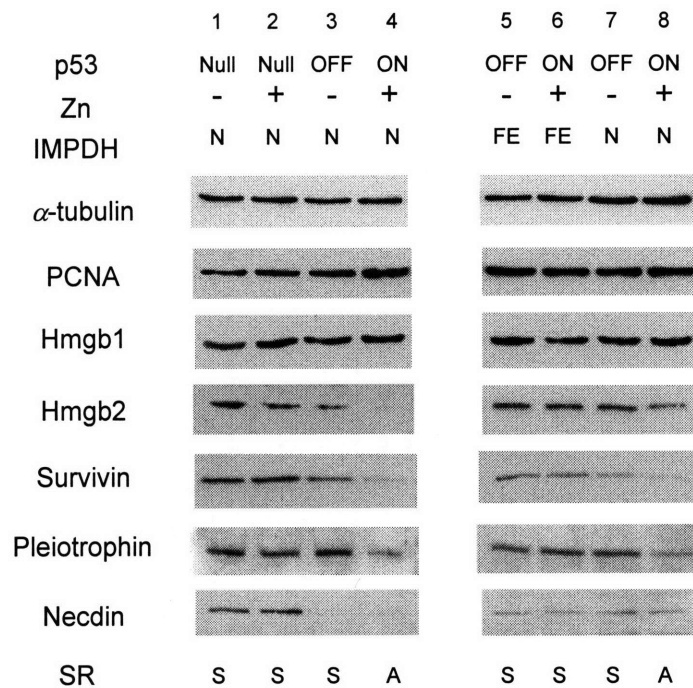 1 2 3 4 5 6 7 8
p53 Null Null OFF ON OFF ON OFF ON
Zn - + - + - + - +
IMPDH N N N N FE FE N N
α-tubulin
PCNA
Hmgb1
Hmgb2
Survivin
Pleiotrophin
Necdin
SR S S S A S S S A